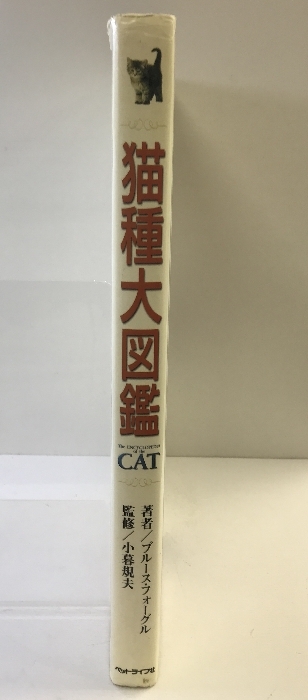 猫種大図鑑
The ENCYCLOPEDIA
of the
CAT
著者/ブルース・フォーグル
監修/小暮規夫
ペットライフ社